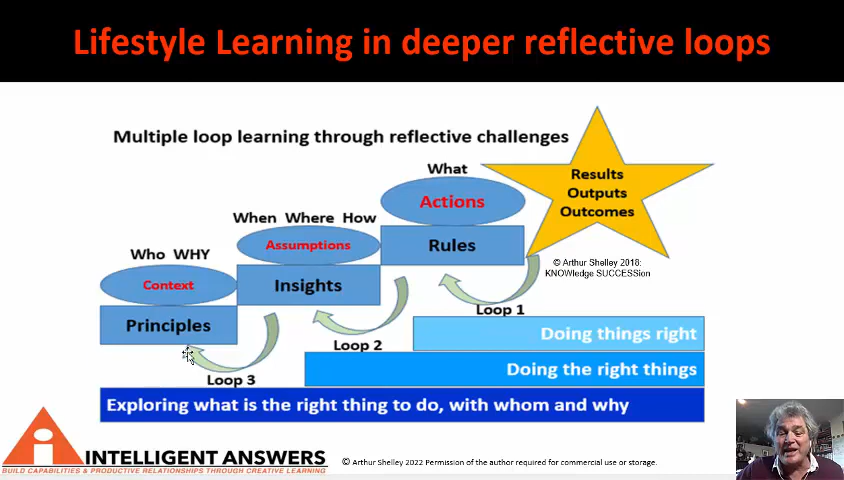 Lifestyle Learning in deeper reflective loops
Multiple loop learning through reflective challenges
What
Actions
Rules
Results
Outputs
Outcomes
When Where How
Assumptions
Insights
Who WHY
Context
Principles
© Arthur Shelley 2018:
KNOWledge SUCCESSion
Loop 1
Loop 2
Loop 3
Doing things right
Doing the right things
Exploring what is the right thing to do, with whom and why
INTELLIGENT ANSWERS
BUILD CAPABILITIES & PRODUCTIVE RELATIONSHIPS THROUGH CREATIVE LEARNING
© Arthur Shelley 2022 Permission of the author required for commercial use or storage.